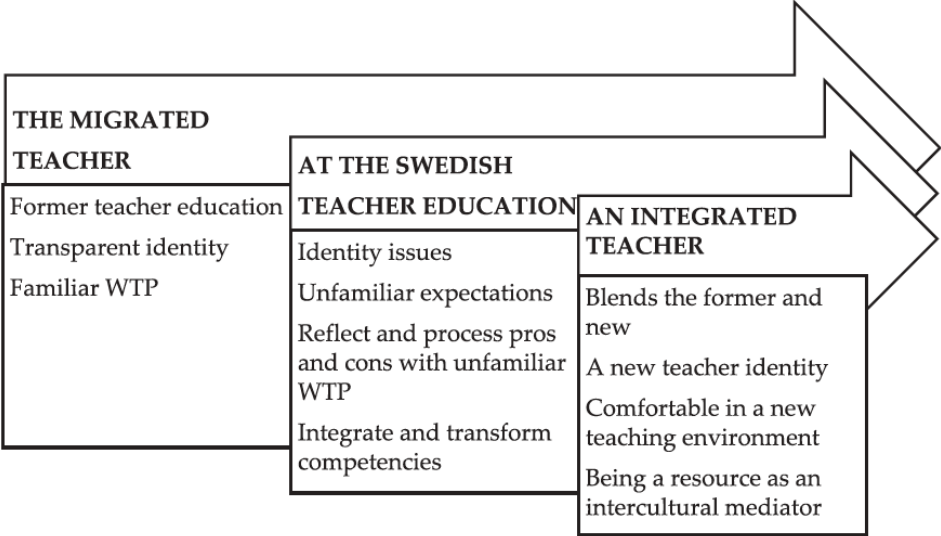 THE MIGRATED
TEACHER
Former teacher education
Transparent identity
Familiar WTP
AT THE SWEDISH
TEACHER EDUCATION
Identity issues
Unfamiliar expectations
Reflect and process pros
and cons with unfamiliar
WTP
Integrate and transform
competencies
AN INTEGRATED
TEACHER
Blends the former and
new
A new teacher identity
Comfortable in a new
teaching environment
Being a resource as an
intercultural mediator